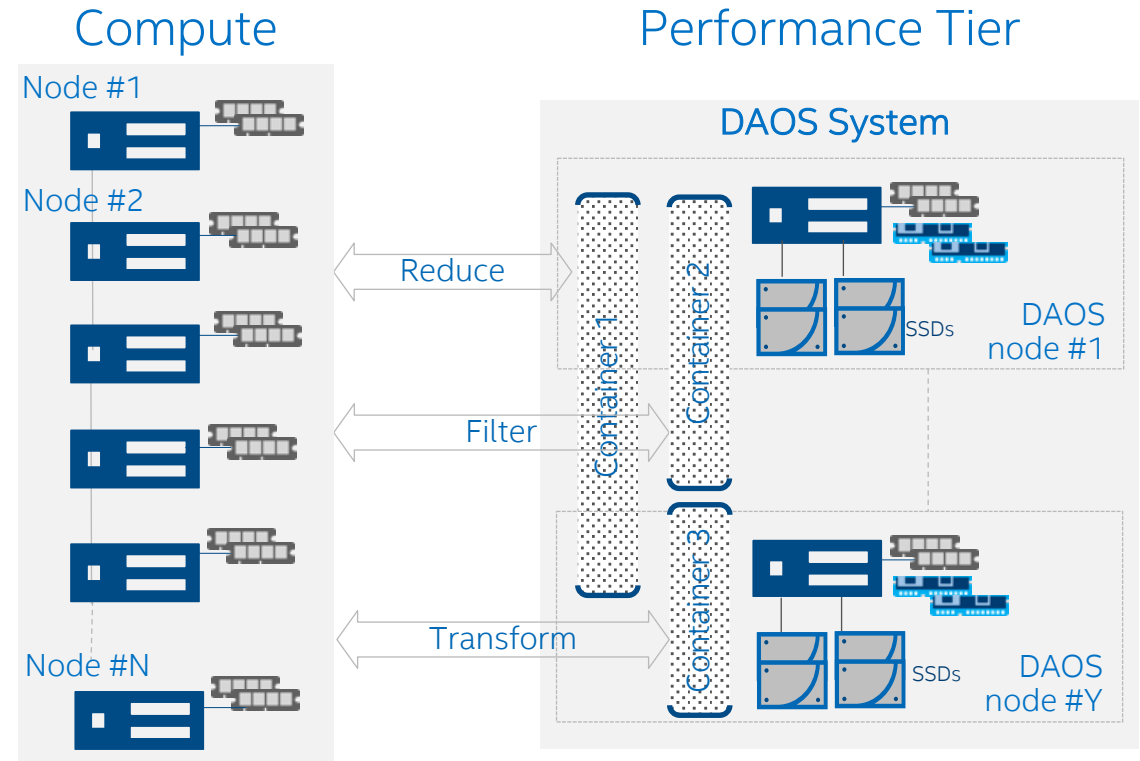 Compute
Performance Tier
Node #1
DAOS System
Node #2
Reduce
Container 1
Container 2
SSDs
DAOS
node #1
Filter
Container 3
Transform
Node #N
SSDs
DAOS
node #Y